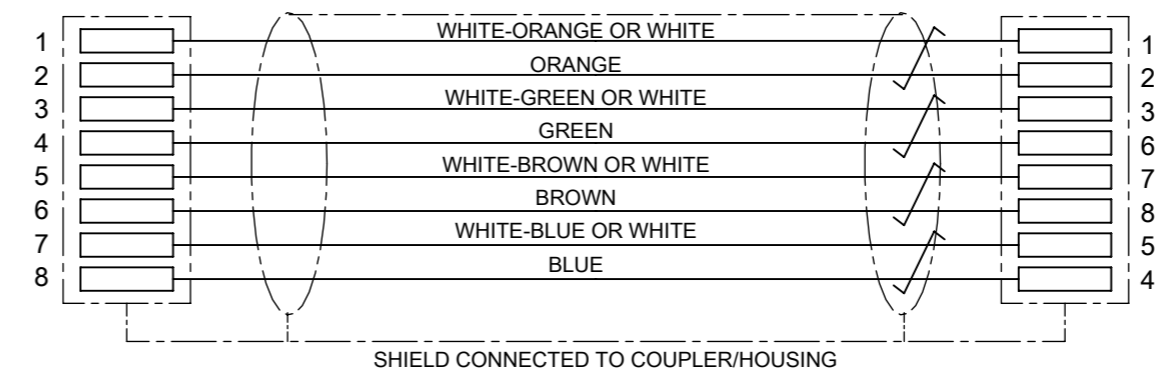 1 WHITE-ORANGE OR WHITE 1
2 ORANGE 2
3 WHITE-GREEN OR WHITE 3
4 GREEN 6
5 WHITE-BROWN OR WHITE 7
6 BROWN 8
7 WHITE-BLUE OR WHITE 5
8 BLUE 4
SHIELD CONNECTED TO COUPLER/HOUSING